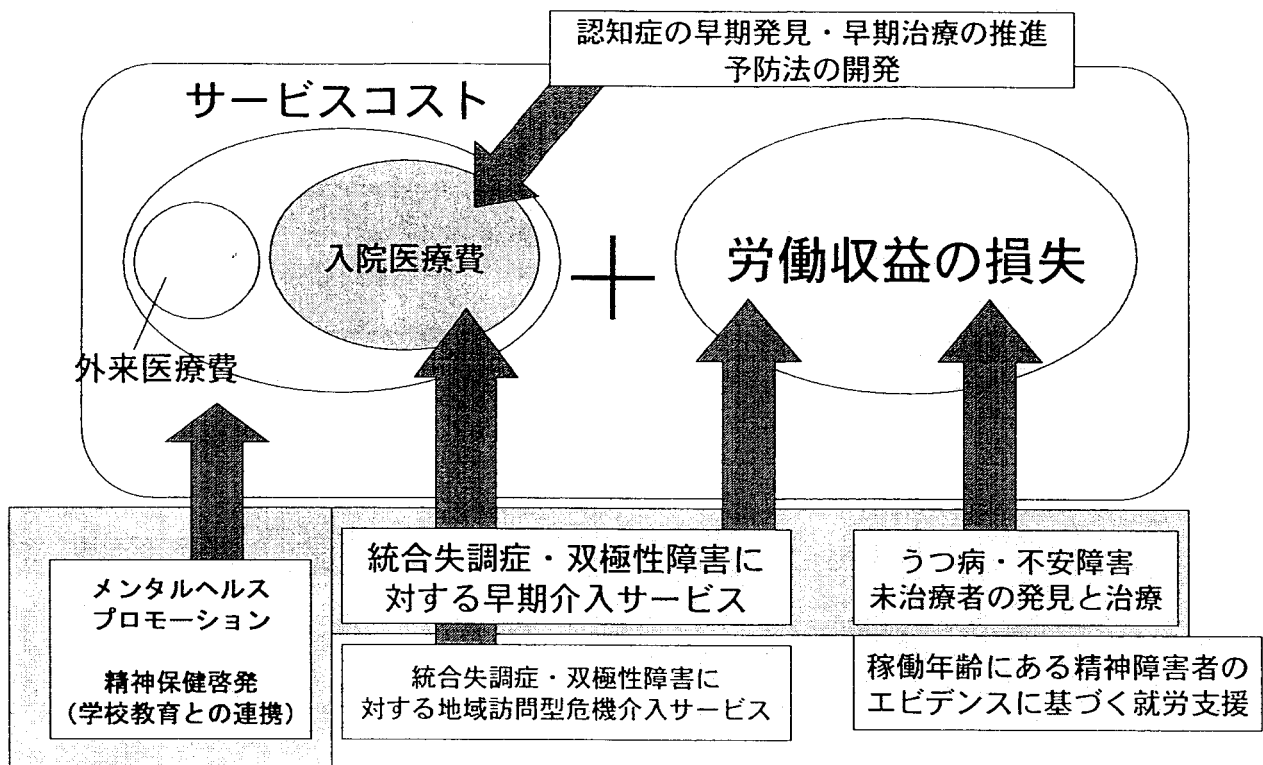 認知症の早期発見・早期治療の推進
予防法の開発
サービスコスト
入院医療費
＋
労働収益の損失
外来医療費
メンタルヘルス
プロモーション
精神保健啓発
（学校教育との連携）
統合失調症・双極性障害に
対する早期介入サービス
統合失調症・双極性障害に
対する地域訪問型危機介入サービス
うつ病・不安障害
未治療者の発見と治療
稼働年齢にある精神障害者の
エビデンスに基づく就労支援